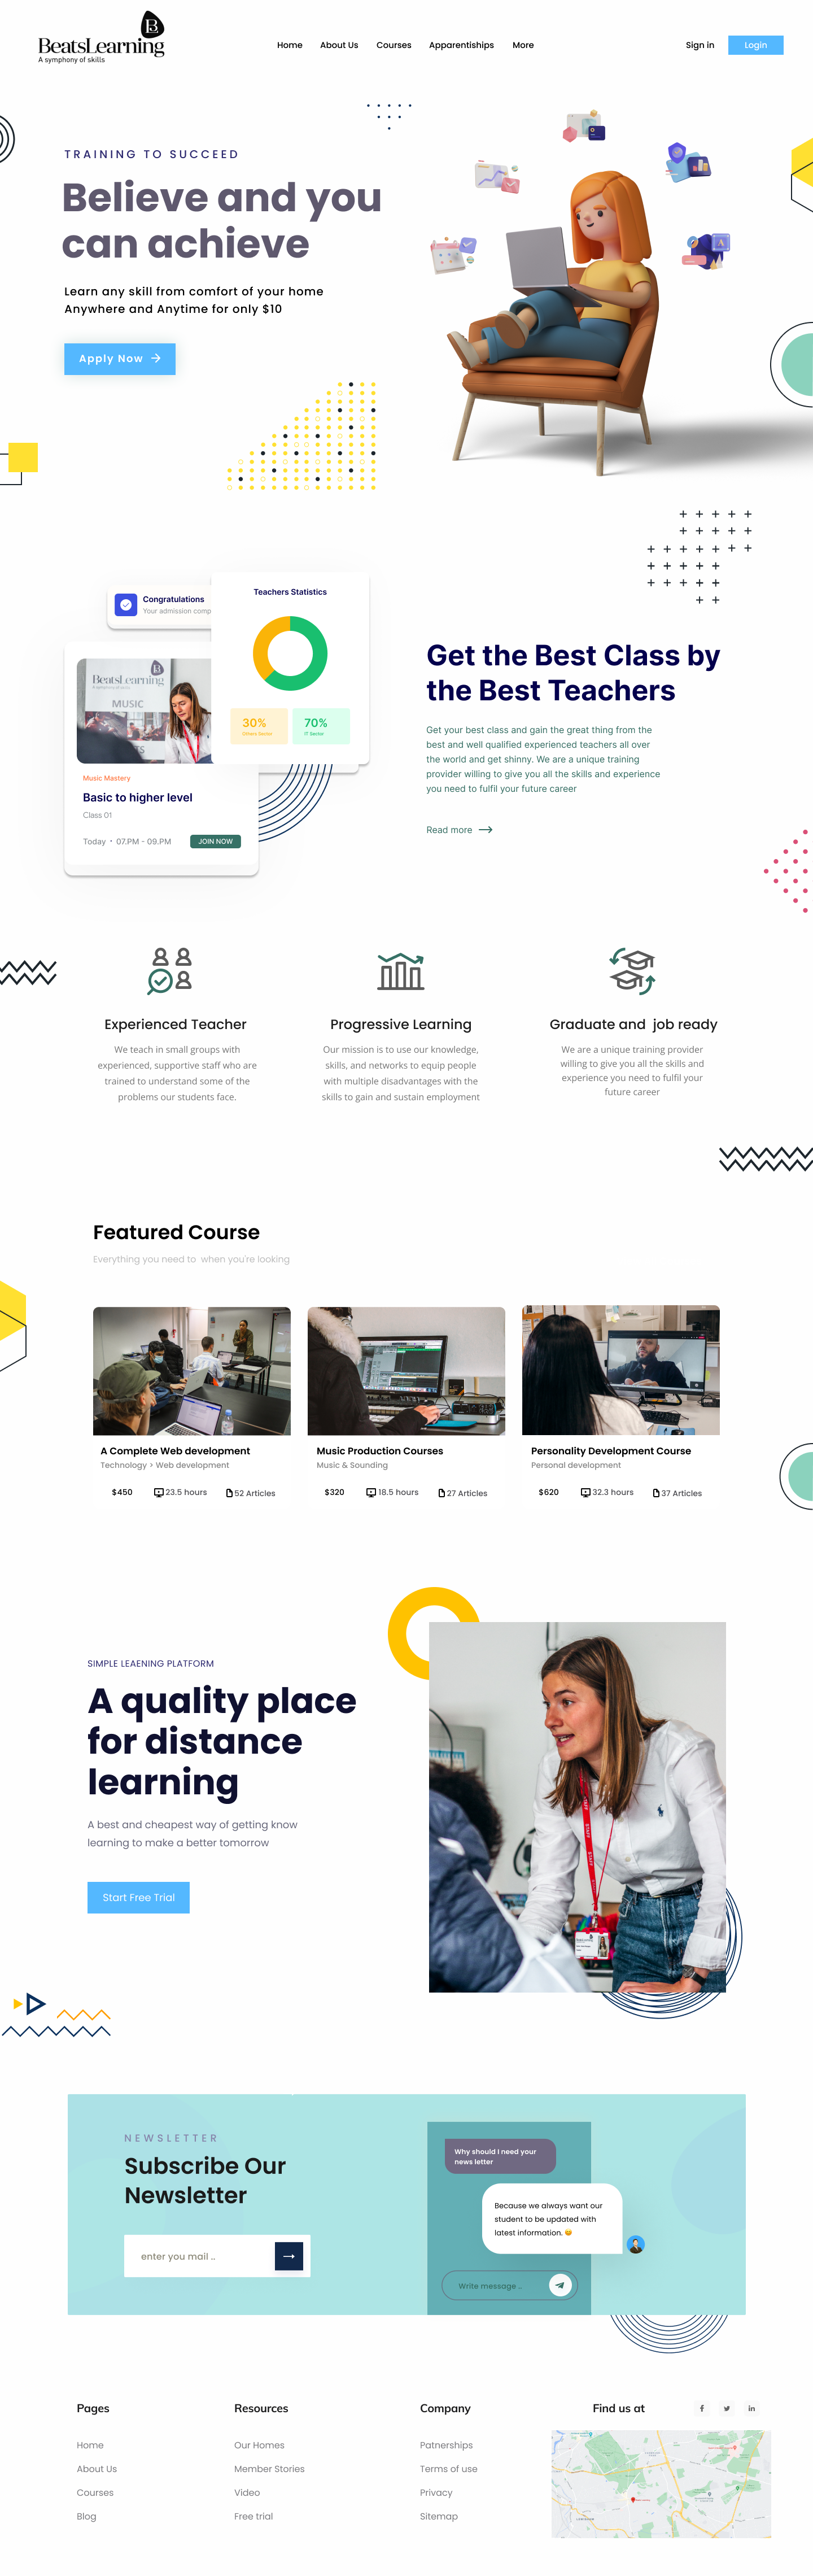 BeatsLearning
A symphony of skills
Home About Us Courses Apparentiships More
Sign in Login
TRAINING TO SUCCEED
Believe and you
can achieve
Learn any skill from comfort of your home
Anywhere and Anytime for only $10
Apply Now
Congratulations
Your admission comp
Teachers Statistics
30%
Others Sector
70%
IT Sector
BeatsLearning
A symphony of skills
MUSIC
Music Mastery
Basic to higher level
Class 01
Today • 07.PM - 09.PM
JOIN NOW
Get the Best Class by
the Best Teachers
Get your best class and gain the great thing from the
best and well qualified experienced teachers all over
the world and get shinny. We are a unique training
provider willing to give you all the skills and experience
you need to fulfil your future career
Read more
Experienced Teacher
We teach in small groups with
experienced, supportive staff who are
trained to understand some of the
problems our students face.
Progressive Learning
Our mission is to use our knowledge,
skills, and networks to equip people
with multiple disadvantages with the
skills to gain and sustain employment
Graduate and job ready
We are a unique training provider
willing to give you all the skills and
experience you need to fulfil your
future career
Featured Course
Everything you need to when you're looking
A Complete Web development
Technology > Web development
$450 23.5 hours 52 Articles
Music Production Courses
Music & Sounding
$320 18.5 hours 27 Articles
Personality Development Course
Personal development
$620 32.3 hours 37 Articles
SIMPLE LEAENING PLATFORM
A quality place
for distance
learning
A best and cheapest way of getting know
learning to make a better tomorrow
Start Free Trial
NEWSLETTER
Subscribe Our
Newsletter
enter you mail ..
Why should I need your
news letter
Because we always want our
student to be updated with
latest information. 😊
Write message ..
Pages
Home
About Us
Courses
Blog
Resources
Our Homes
Member Stories
Video
Free trial
Company
Patnerships
Terms of use
Privacy
Sitemap
Find us at